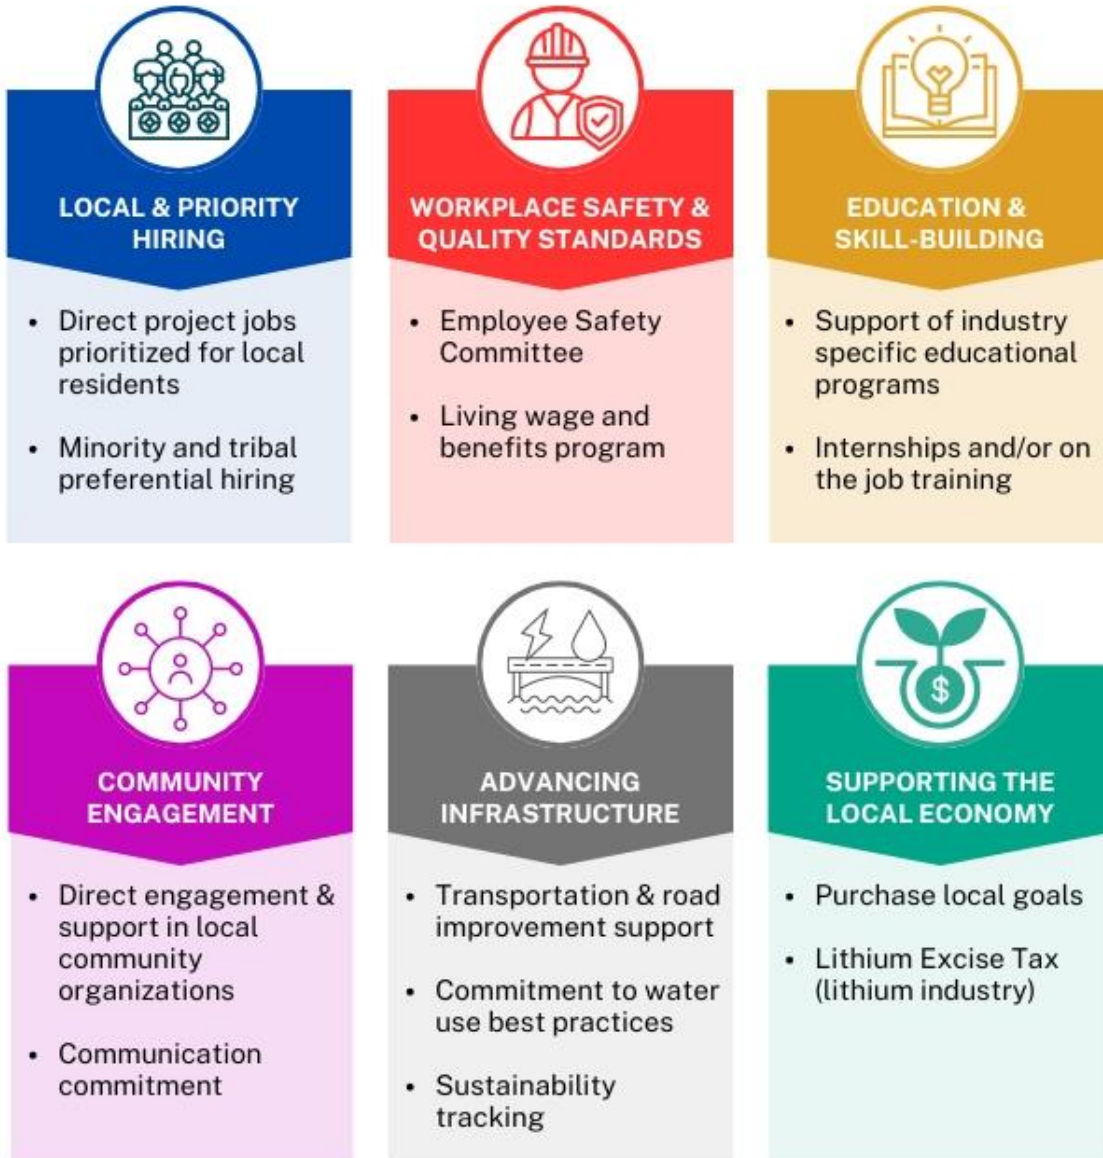 LOCAL & PRIORITY
HIRING
• Direct project jobs
prioritized for local
residents
• Minority and tribal
preferential hiring
WORKPLACE SAFETY &
QUALITY STANDARDS
• Employee Safety
Committee
• Living wage and
benefits program
EDUCATION &
SKILL-BUILDING
• Support of industry
specific educational
programs
• Internships and/or on
the job training
COMMUNITY
ENGAGEMENT
• Direct engagement &
support in local
community
organizations
• Communication
commitment
ADVANCING
INFRASTRUCTURE
• Transportation & road
improvement support
• Commitment to water
use best practices
• Sustainability
tracking
$
SUPPORTING THE
LOCAL ECONOMY
• Purchase local goals
• Lithium Excise Tax
(lithium industry)